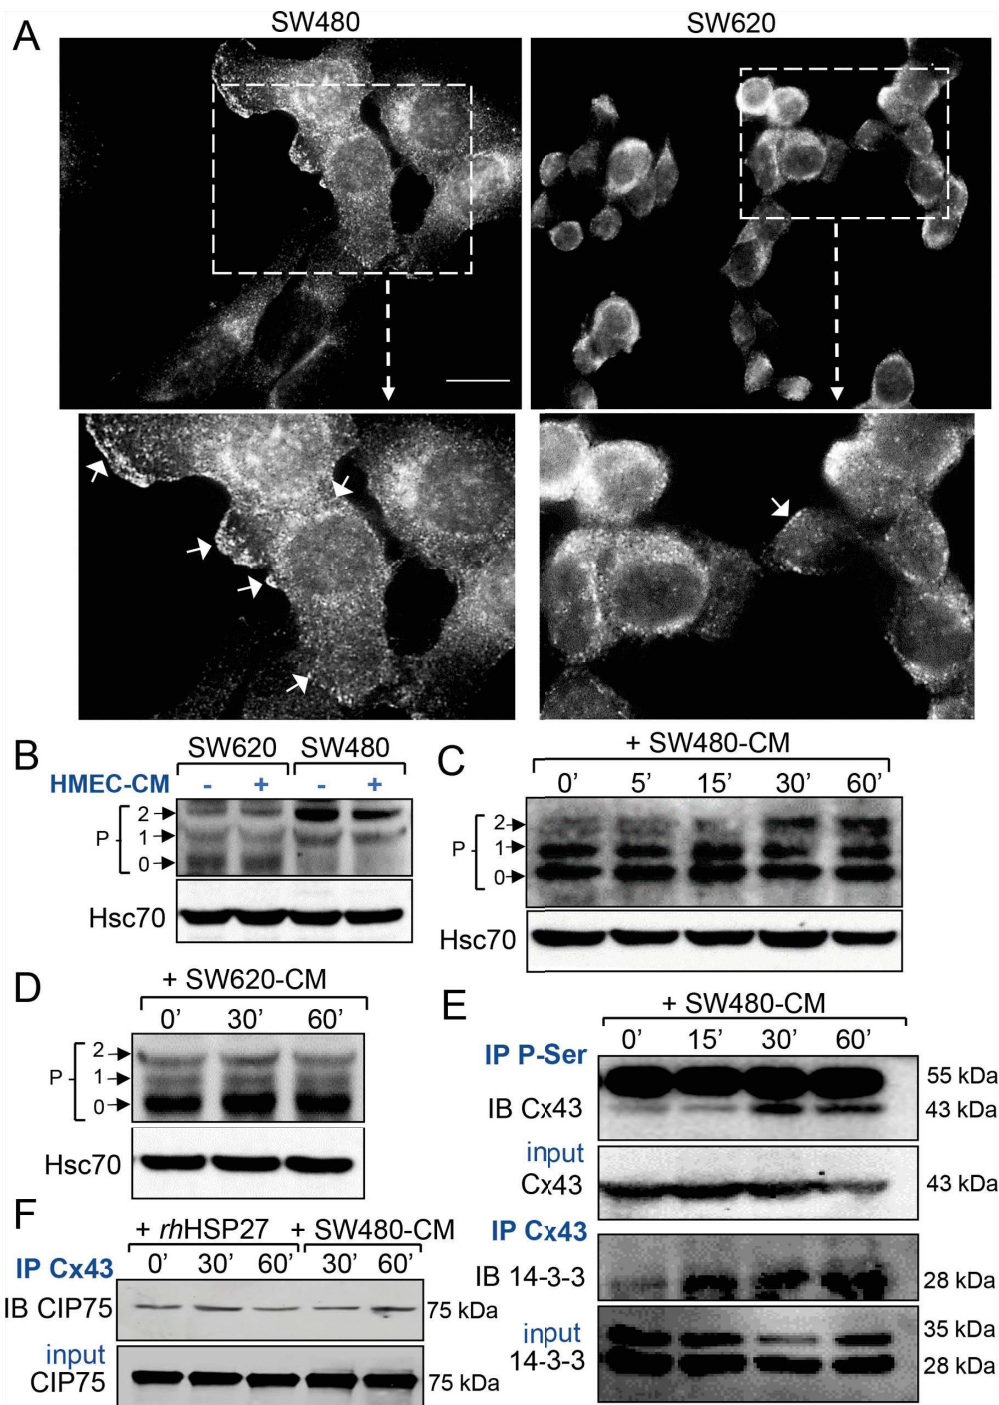 A
SW480
SW620
B
SW620 SW480
HMEC-CM - + - +
P
2
1
0
Hsc70
C
+ SW480-CM
0’ 5’ 15’ 30’ 60’
P
2
1
0
Hsc70
D
+ SW620-CM
0’ 30’ 60’
P
2
1
0
Hsc70
E
+ SW480-CM
0’ 15’ 30’ 60’
IP P-Ser
55 kDa
IB Cx43 43 kDa
input
Cχ43 43 kDa
IP Cx43
IB 14-3-3 28 kDa
input 35 kDa
14-3-3 28 kDa
F
+ rhHSP27 + SW480-CM
IP Cx43 0’ 30’ 60’ 30’ 60’
IB CIP75 75 kDa
input
CIP75 75 kDa